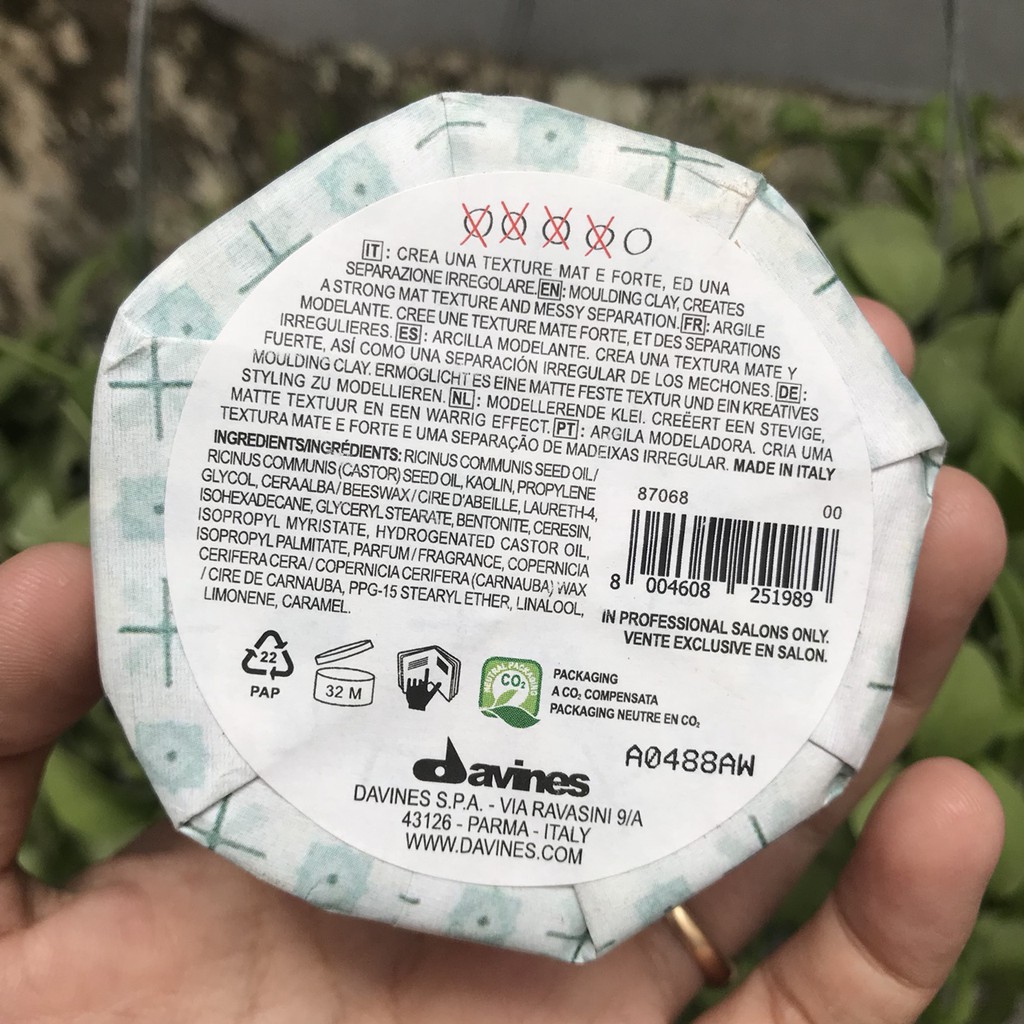 IT: CREA UNA TEXTURE MAT E FORTE, ED UNA
SEPARAZIONE IRREGOLARE. EN: MOULDING CLAY, CREATES
A STRONG MAT TEXTURE AND MESSY SEPARATION. FR: ARGILE
MODELANTE. CREE UNE TEXTURE MATE FORTE, ET DES SEPARATIONS
IRREGULIERES. ES: ARCILLA MODELANTE. CREA UNA TEXTURA MATE Y
FUERTE, ASÍ COMO UNA SEPARACIÓN IRREGULAR DE LOS MECHONES. DE:
MOULDING CLAY. ERMOGLICHT ES EINE MATTE FESTE TEXTUR UND EIN KREATIVES
STYLING ZU MODELLIEREN. NL: MODELLERENDE KLEI. CREËERT EEN STEVIGE,
MATTE TEXTUUR EN EEN WARRIG EFFECT. PT: ARGILA MODELADORA. CRIA UMA
TEXTURA MATE E FORTE E UMA SEPARAÇÃO DE MADEIXAS IRREGULAR. MADE IN ITALY
INGREDIENTS/INGRÉDIENTS: RICINUS COMMUNIS SEED OIL/
RICINUS COMMUNIS (CASTOR) SEED OIL, KAOLIN, PROPYLENE
GLYCOL, CERA ALBA / BEESWAX / CIRE D'ABEILLE, LAURETH-4,
ISOHEXADECANE, GLYCERYL STEARATE, BENTONITE, CERESIN,
ISOPROPYL MYRISTATE, HYDROGENATED CASTOR OIL,
ISOPROPYL PALMITATE, PARFUM / FRAGRANCE, COPERNICIA
CERIFERA CERA / COPERNICIA CERIFERA (CARNAUBA) WAX
/ CIRE DE CARNAUBA, PPG-15 STEARYL ETHER, LINALOOL,
LIMONENE, CARAMEL.
87068 00
8 004608 251989
IN PROFESSIONAL SALONS ONLY.
VENTE EXCLUSIVE EN SALON.
22
PAP
32 M
NEUTRAL PACKAGING
CO₂
PACKAGING
A CO₂ COMPENSATA
PACKAGING NEUTRE EN CO₂
A0488AW
davines
DAVINES S.P.A. - VIA RAVASINI 9/A
43126 - PARMA - ITALY
WWW.DAVINES.COM